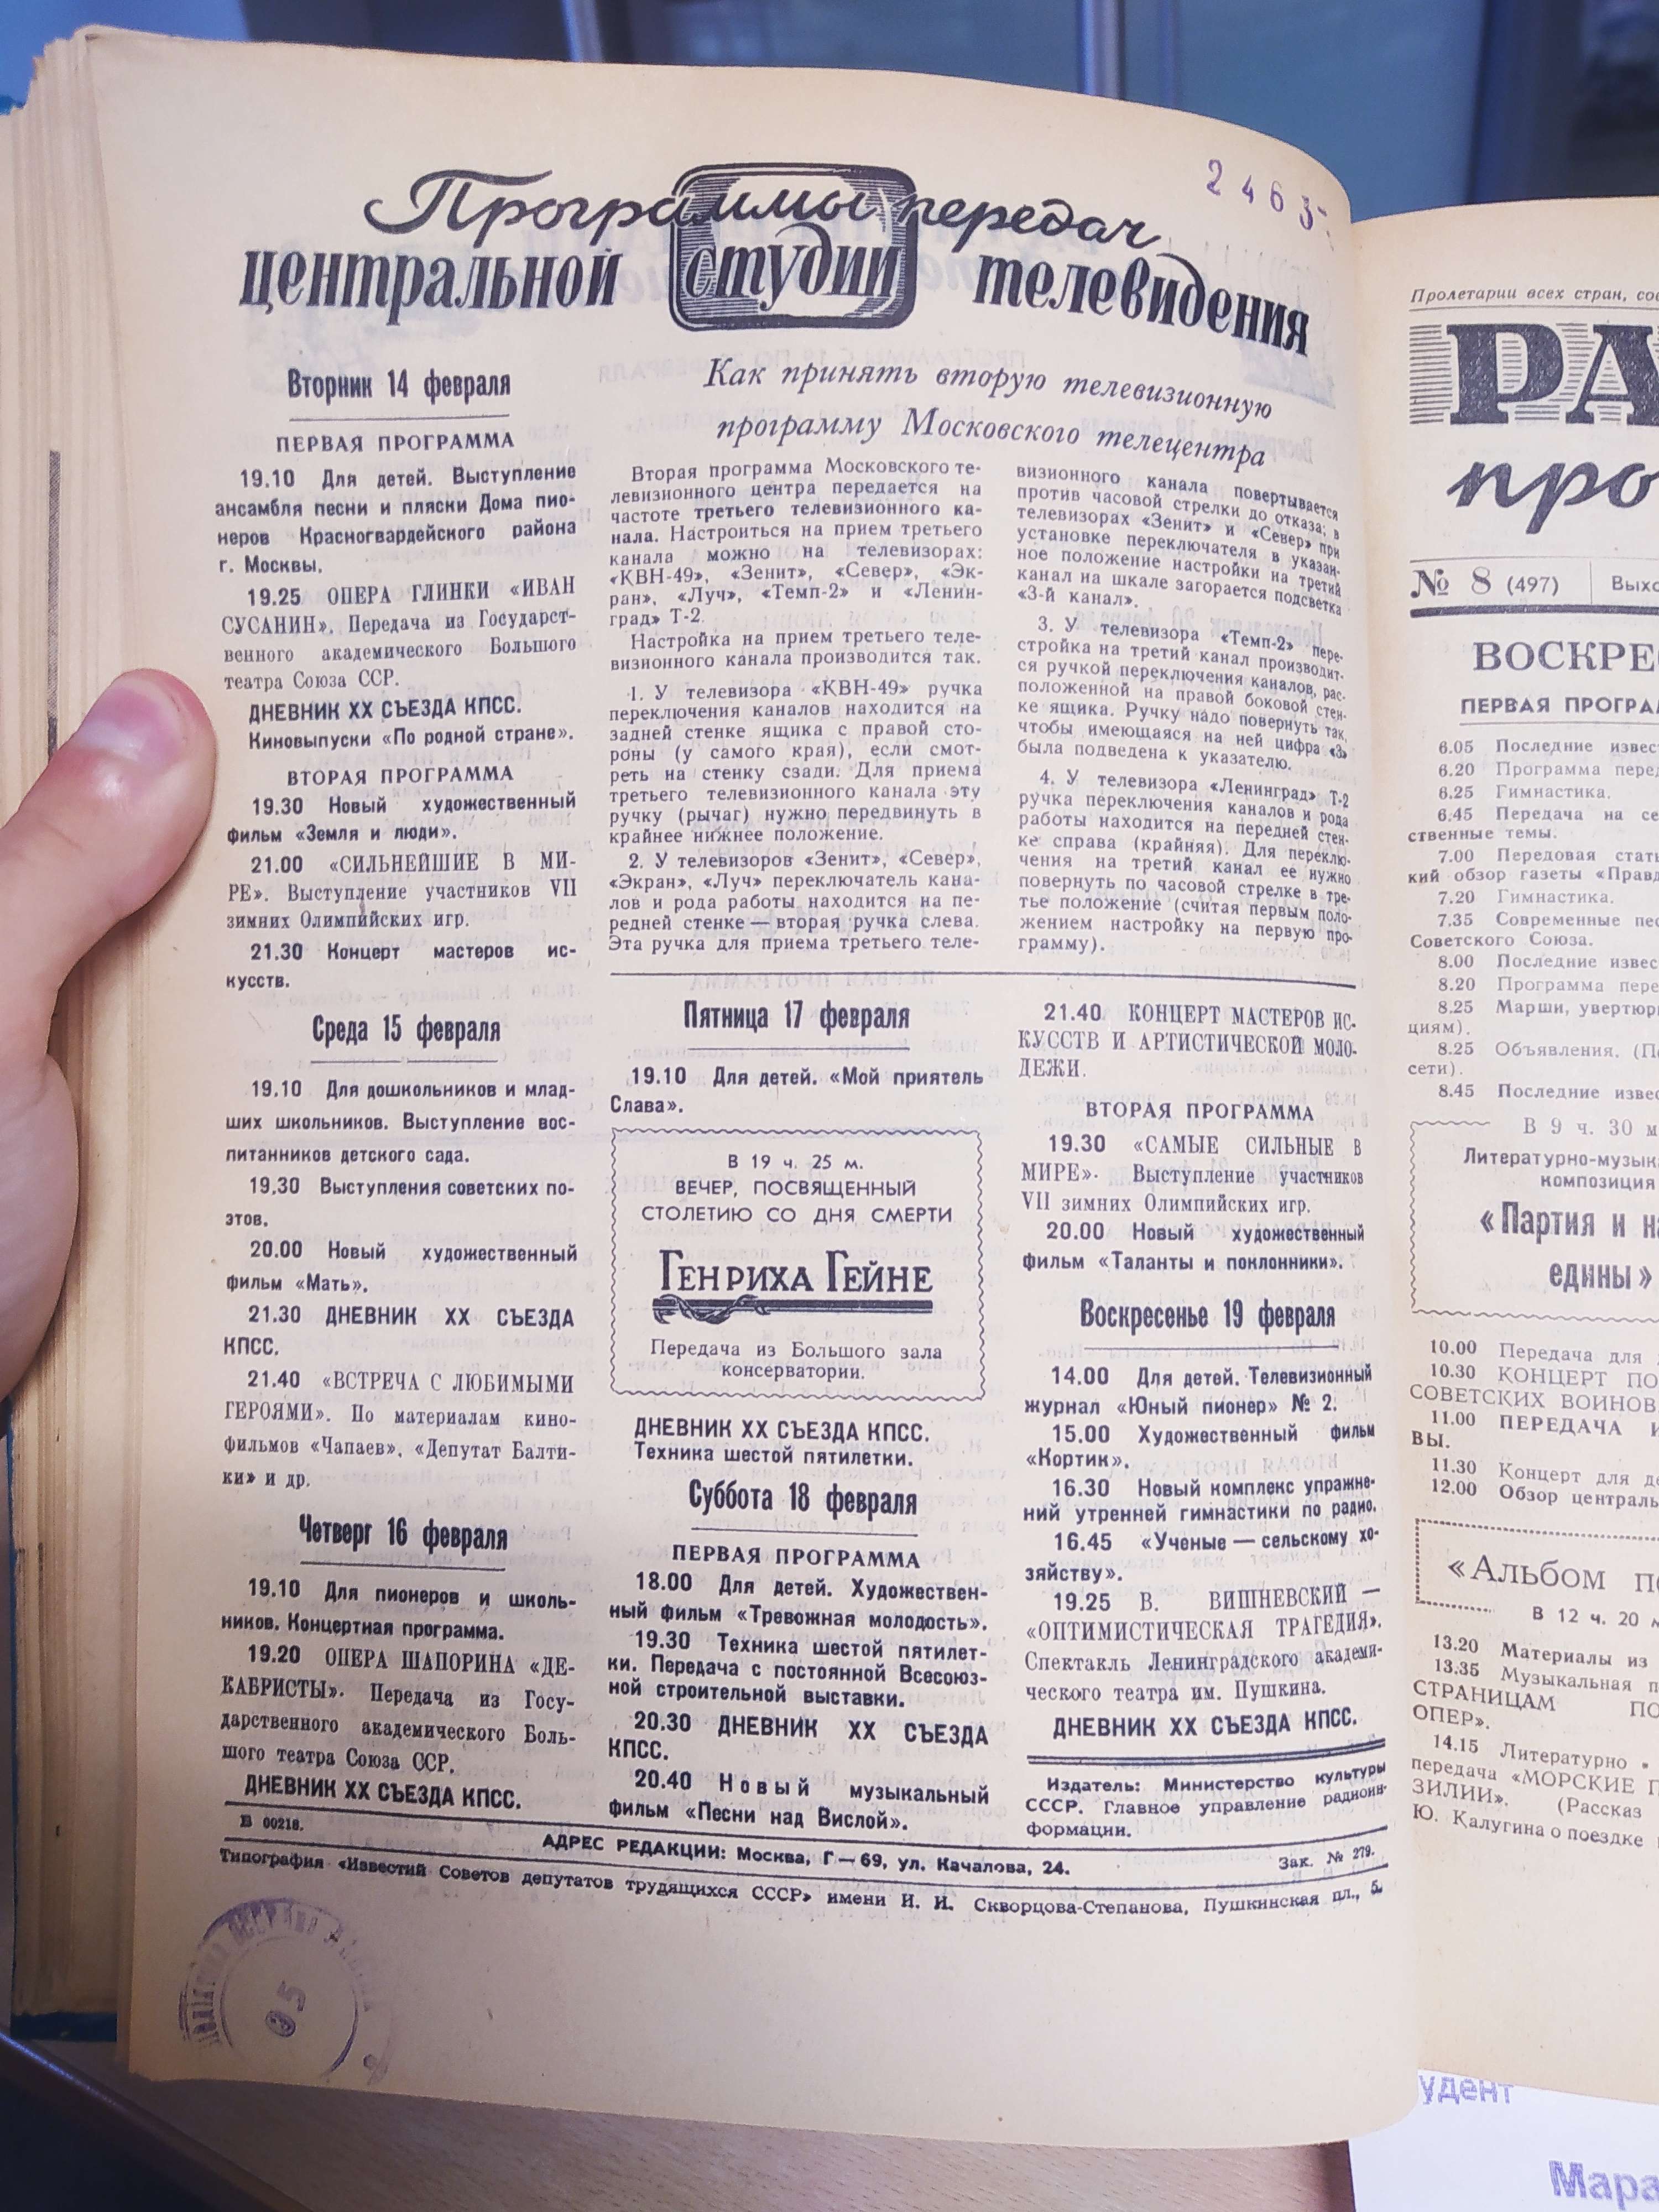 2463
Программы передач
центральной студии телевидения
Вторник 14 февраля
ПЕРВАЯ ПРОГРАММА
19.10 Для детей. Выступление
ансамбля песни и пляски Дома пио-
неров Красногвардейского района
г. Москвы.
19.25 ОПЕРА ГЛИНКИ «ИВАН
СУСАНИН». Передача из Государст-
венного академического Большого
театра Союза ССР.
ДНЕВНИК XX СЪЕЗДА КПСС.
Киновыпуски «По родной стране».
ВТОРАЯ ПРОГРАММА
19.30 Новый художественный
фильм «Земля и люди».
21.00 «СИЛЬНЕЙШИЕ В МИ-
РЕ». Выступление участников VII
зимних Олимпийских игр.
21.30 Концерт мастеров ис-
кусств.
Среда 15 февраля
19.10 Для дошкольников и млад-
ших школьников. Выступление вос-
питанников детского сада.
19.30 Выступления советских по-
этов.
20.00 Новый художественный
фильм «Мать».
21.30 ДНЕВНИК XX СЪЕЗДА
КПСС.
21.40 «ВСТРЕЧА С ЛЮБИМЫМИ
ГЕРОЯМИ». По материалам кино-
фильмов «Чапаев», «Депутат Балти-
ки» и др.
Четверг 16 февраля
19.10 Для пионеров и школь-
ников. Концертная программа.
19.20 ОПЕРА ШАПОРИНА «ДЕ-
КАБРИСТЫ». Передача из Госу-
дарственного академического Боль-
шого театра Союза ССР.
ДНЕВНИК XX СЪЕЗДА КПСС.
Как принять вторую телевизионную
программу Московского телецентра
Вторая программа Московского те-
левизионного центра передается на
частоте третьего телевизионного ка-
нала. Настроиться на прием третьего
канала можно на телевизорах:
«КВН-49», «Зенит», «Север», «Эк-
ран», «Луч», «Темп-2» и «Ленин-
град» Т-2.
Настройка на прием третьего теле-
визионного канала производится так.
1. У телевизора «КВН-49» ручка
переключения каналов находится на
задней стенке ящика с правой сто-
роны (у самого края), если смот-
реть на стенку сзади. Для приема
третьего телевизионного канала эту
ручку (рычаг) нужно передвинуть в
крайнее нижнее положение.
2. У телевизоров «Зенит», «Север»,
«Экран», «Луч» переключатель кана-
лов и рода работы находится на пе-
редней стенке — вторая ручка слева.
Эта ручка для приема третьего теле-
визионного канала повертывается
против часовой стрелки до отказа; в
телевизорах «Зенит» и «Север» при
установке переключателя в указан-
ное положение настройки на третий
канал на шкале загорается подсветка
«3-й канал».
3. У телевизора «Темп-2» пере-
стройка на третий канал производит-
ся ручкой переключения каналов, рас-
положенной на правой боковой стен-
ке ящика. Ручку надо повернуть так,
чтобы имеющаяся на ней цифра «3»
была подведена к указателю.
4. У телевизора «Ленинград» Т-2
ручка переключения каналов и рода
работы находится на передней стен-
ке справа (крайняя). Для переклю-
чения на третий канал ее нужно
повернуть по часовой стрелке в тре-
тье положение (считая первым поло-
жением настройку на первую про-
грамму).
Пятница 17 февраля
19.10 Для детей. «Мой приятель
Слава».
В 19 ч. 25 м.
ВЕЧЕР, ПОСВЯЩЕННЫЙ
СТОЛЕТИЮ СО ДНЯ СМЕРТИ
ГЕНРИХА ГЕЙНЕ
Передача из Большого зала
консерватории.
ДНЕВНИК XX СЪЕЗДА КПСС.
Техника шестой пятилетки.
Суббота 18 февраля
ПЕРВАЯ ПРОГРАММА
18.00 Для детей. Художествен-
ный фильм «Тревожная молодость».
19.30 Техника шестой пятилет-
ки. Передача с постоянной Всесоюз-
ной строительной выставки.
20.30 ДНЕВНИК XX СЪЕЗДА
КПСС.
20.40 Новый музыкальный
фильм «Песни над Вислой».
21.40 КОНЦЕРТ МАСТЕРОВ ИС-
КУССТВ И АРТИСТИЧЕСКОЙ МОЛО-
ДЕЖИ.
ВТОРАЯ ПРОГРАММА
19.30 «САМЫЕ СИЛЬНЫЕ В
МИРЕ». Выступление участников
VII зимних Олимпийских игр.
20.00 Новый художественный
фильм «Таланты и поклонники».
Воскресенье 19 февраля
14.00 Для детей. Телевизионный
журнал «Юный пионер» № 2.
15.00 Художественный фильм
«Кортик».
16.30 Новый комплекс упражне-
ний утренней гимнастики по радио.
16.45 «Ученые — сельскому хо-
зяйству».
19.25 В. ВИШНЕВСКИЙ —
«ОПТИМИСТИЧЕСКАЯ ТРАГЕДИЯ».
Спектакль Ленинградского академи-
ческого театра им. Пушкина.
ДНЕВНИК XX СЪЕЗДА КПСС.
Издатель: Министерство культуры
СССР. Главное управление радиоин-
формации.
В 00218.
АДРЕС РЕДАКЦИИ: Москва, Г—69, ул. Качалова, 24.
Зак. № 279.
Типография «Известий Советов депутатов трудящихся СССР» имени И. И. Скворцова-Степанова, Пушкинская пл., 5.
05
Пролетарии всех стран, сое
РА
про
№ 8 (497) Выхо
ВОСКРЕ
ПЕРВАЯ ПРОГРА
6.05 Последние извест
6.20 Программа перед
6.25 Гимнастика.
6.45 Передача на се
ственные темы.
7.00 Передовая стат
кий обзор газеты «Правд
7.20 Гимнастика.
7.35 Современные пес
Советского Союза.
8.00 Последние извес
8.20 Программа пере
8.25 Марши, увертюр
циям).
8.25 Объявления. (П
сети).
8.45 Последние извес
В 9 ч. 30 м
Литературно-музык
композиция
«Партия и н
едины»
10.00 Передача для
10.30 КОНЦЕРТ ПО
СОВЕТСКИХ ВОИНОВ
11.00 ПЕРЕДАЧА И
ВЫ.
11.30 Концерт для де
12.00 Обзор централь
«Альбом по
В 12 ч. 20 м
13.20 Материалы из
13.35 Музыкальная п
СТРАНИЦАМ ПО
ОПЕР».
14.15 Литературно
передача «МОРСКИЕ П
ЗИЛИИ». (Рассказ
Ю. Калугина о поездке
удент
Мара